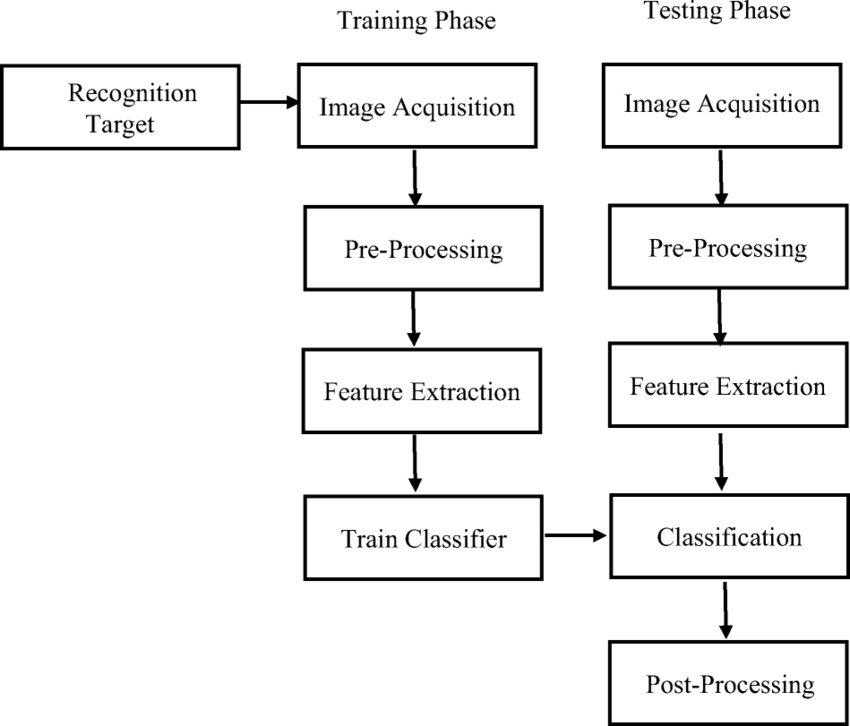 Training Phase
Testing Phase
Recognition
Target
Image Acquisition
Image Acquisition
Pre-Processing
Pre-Processing
Feature Extraction
Feature Extraction
Train Classifier
Classification
Post-Processing